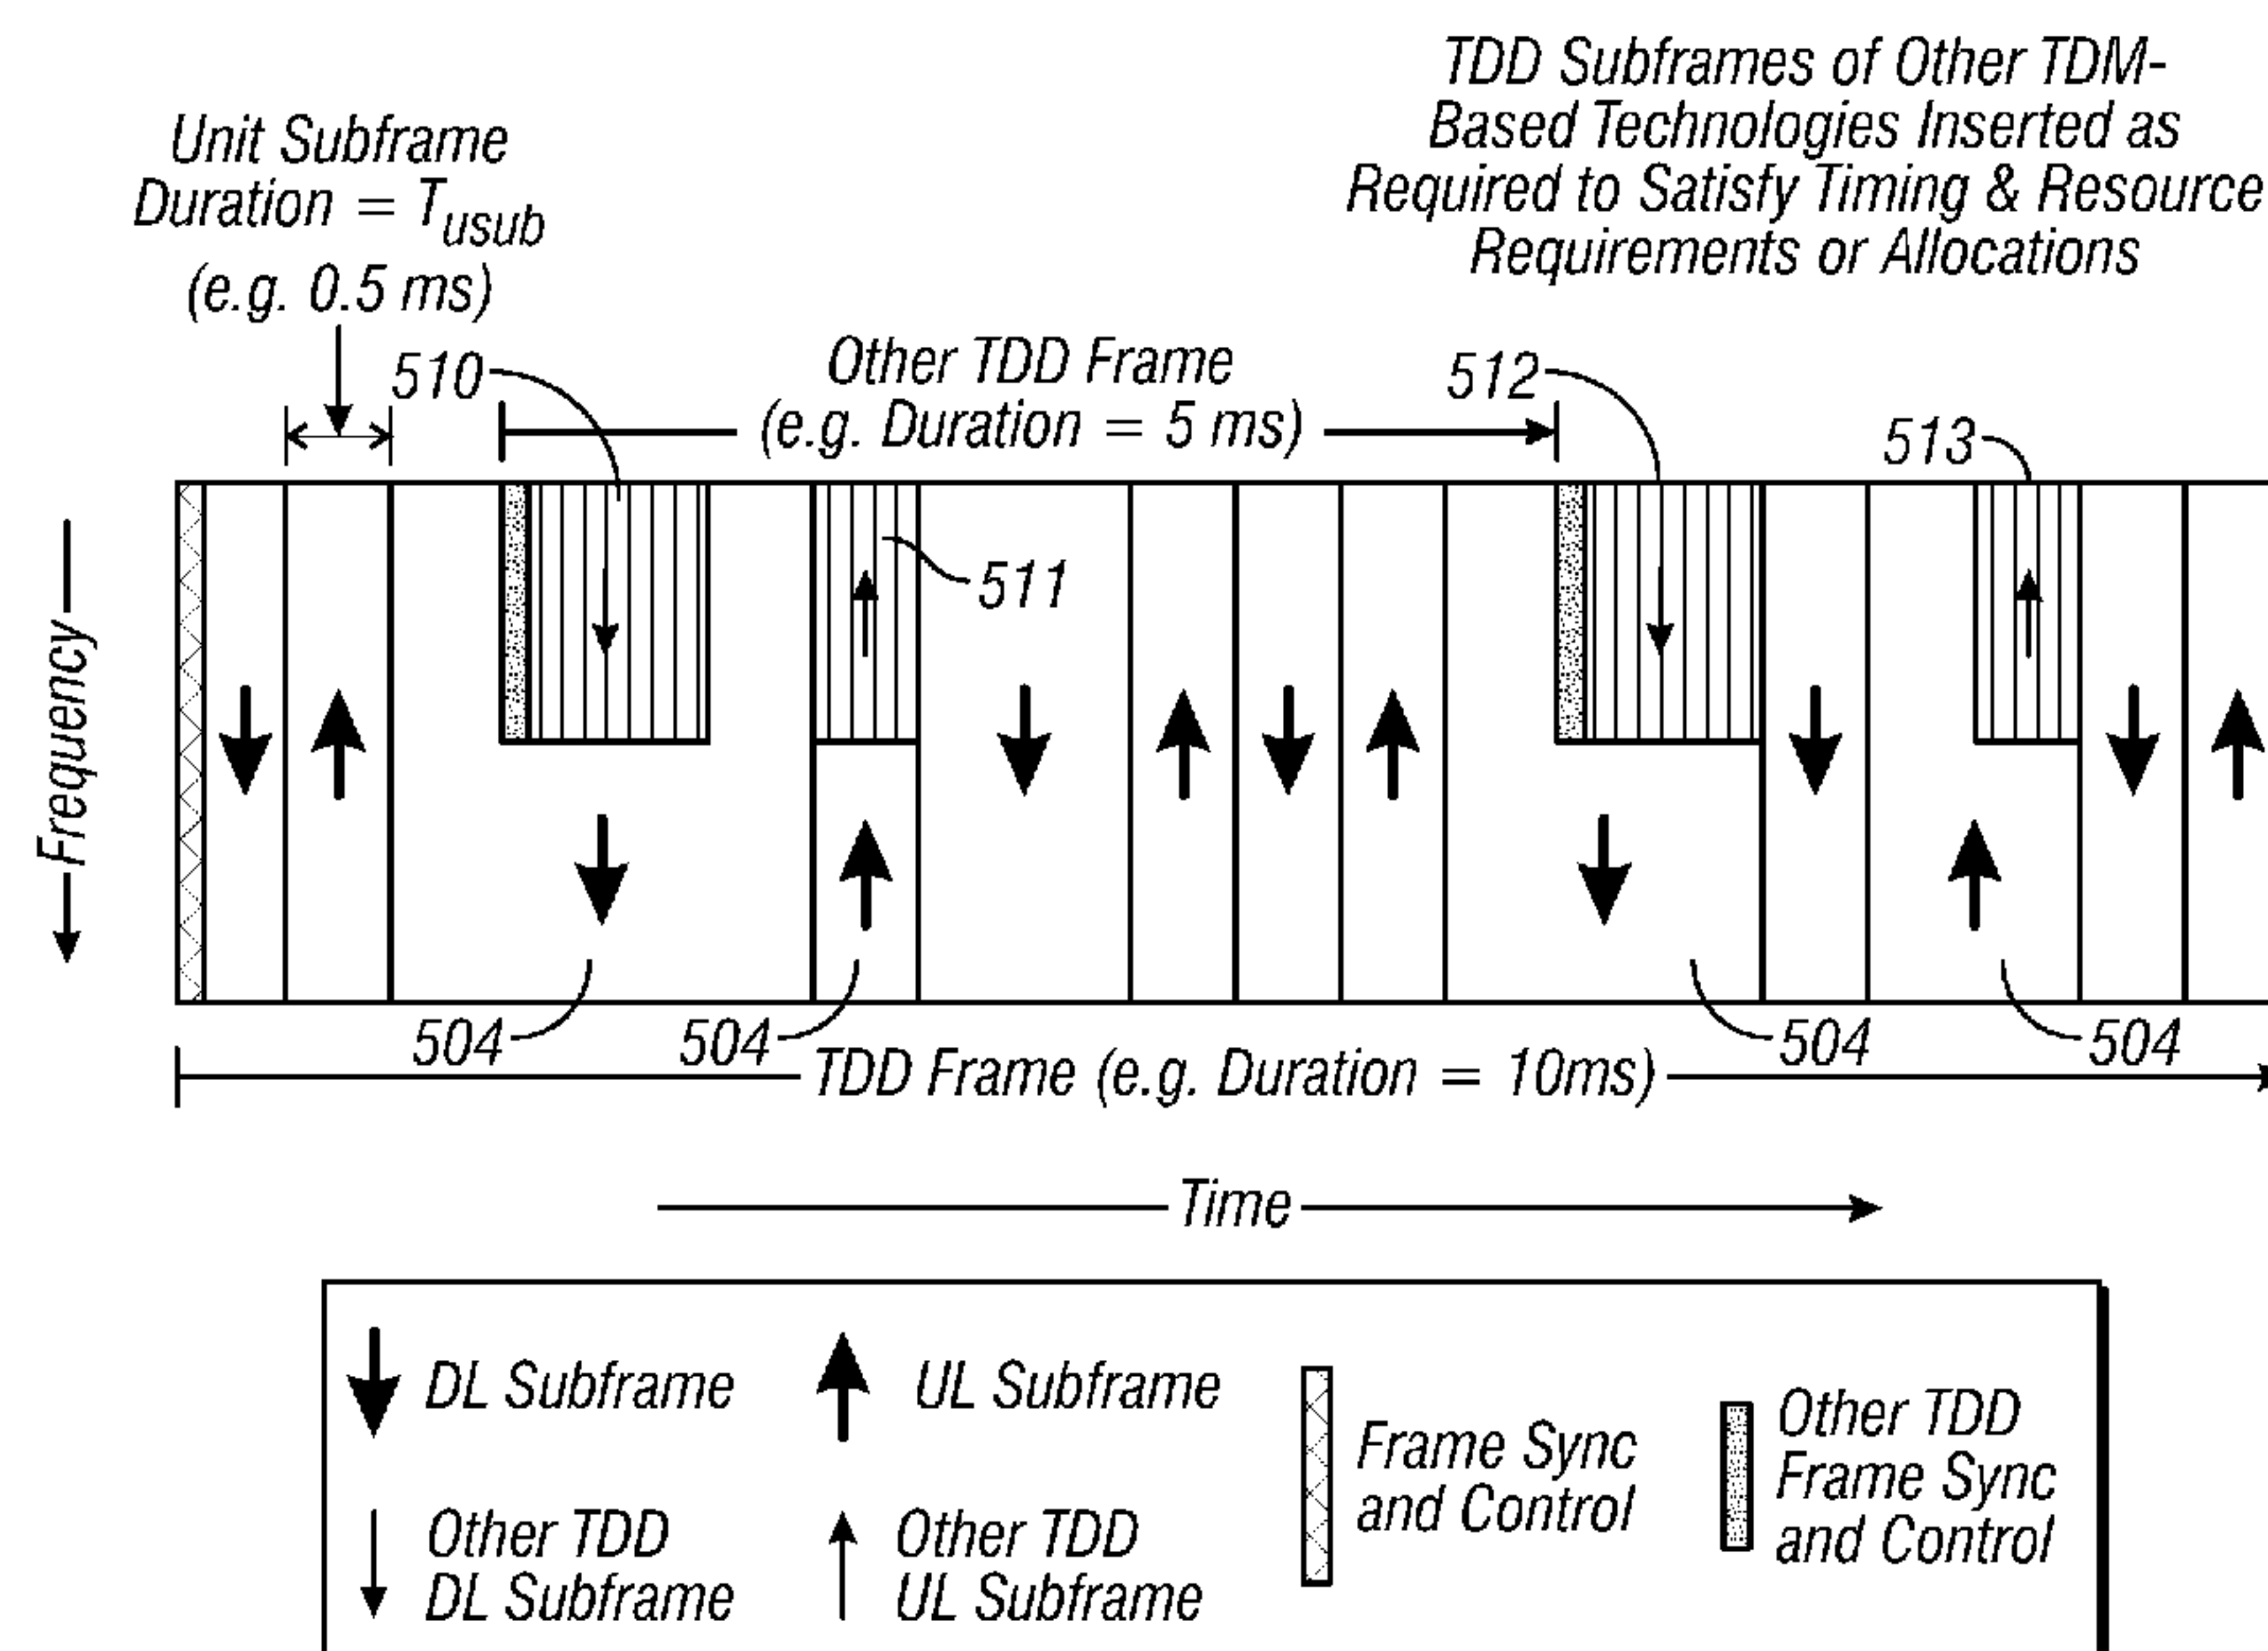 TDD Subframes of Other TDM-
Based Technologies Inserted as
Required to Satisfy Timing & Resource
Requirements or Allocations
Unit Subframe
Duration = Tusub
(e.g. 0.5 ms)
510
Other TDD Frame
(e.g. Duration = 5 ms)
512
513
511
Frequency
504
504
504
504
TDD Frame (e.g. Duration = 10ms)
Time
DL Subframe
UL Subframe
Frame Sync
and Control
Other TDD
Frame Sync
and Control
Other TDD
DL Subframe
Other TDD
UL Subframe